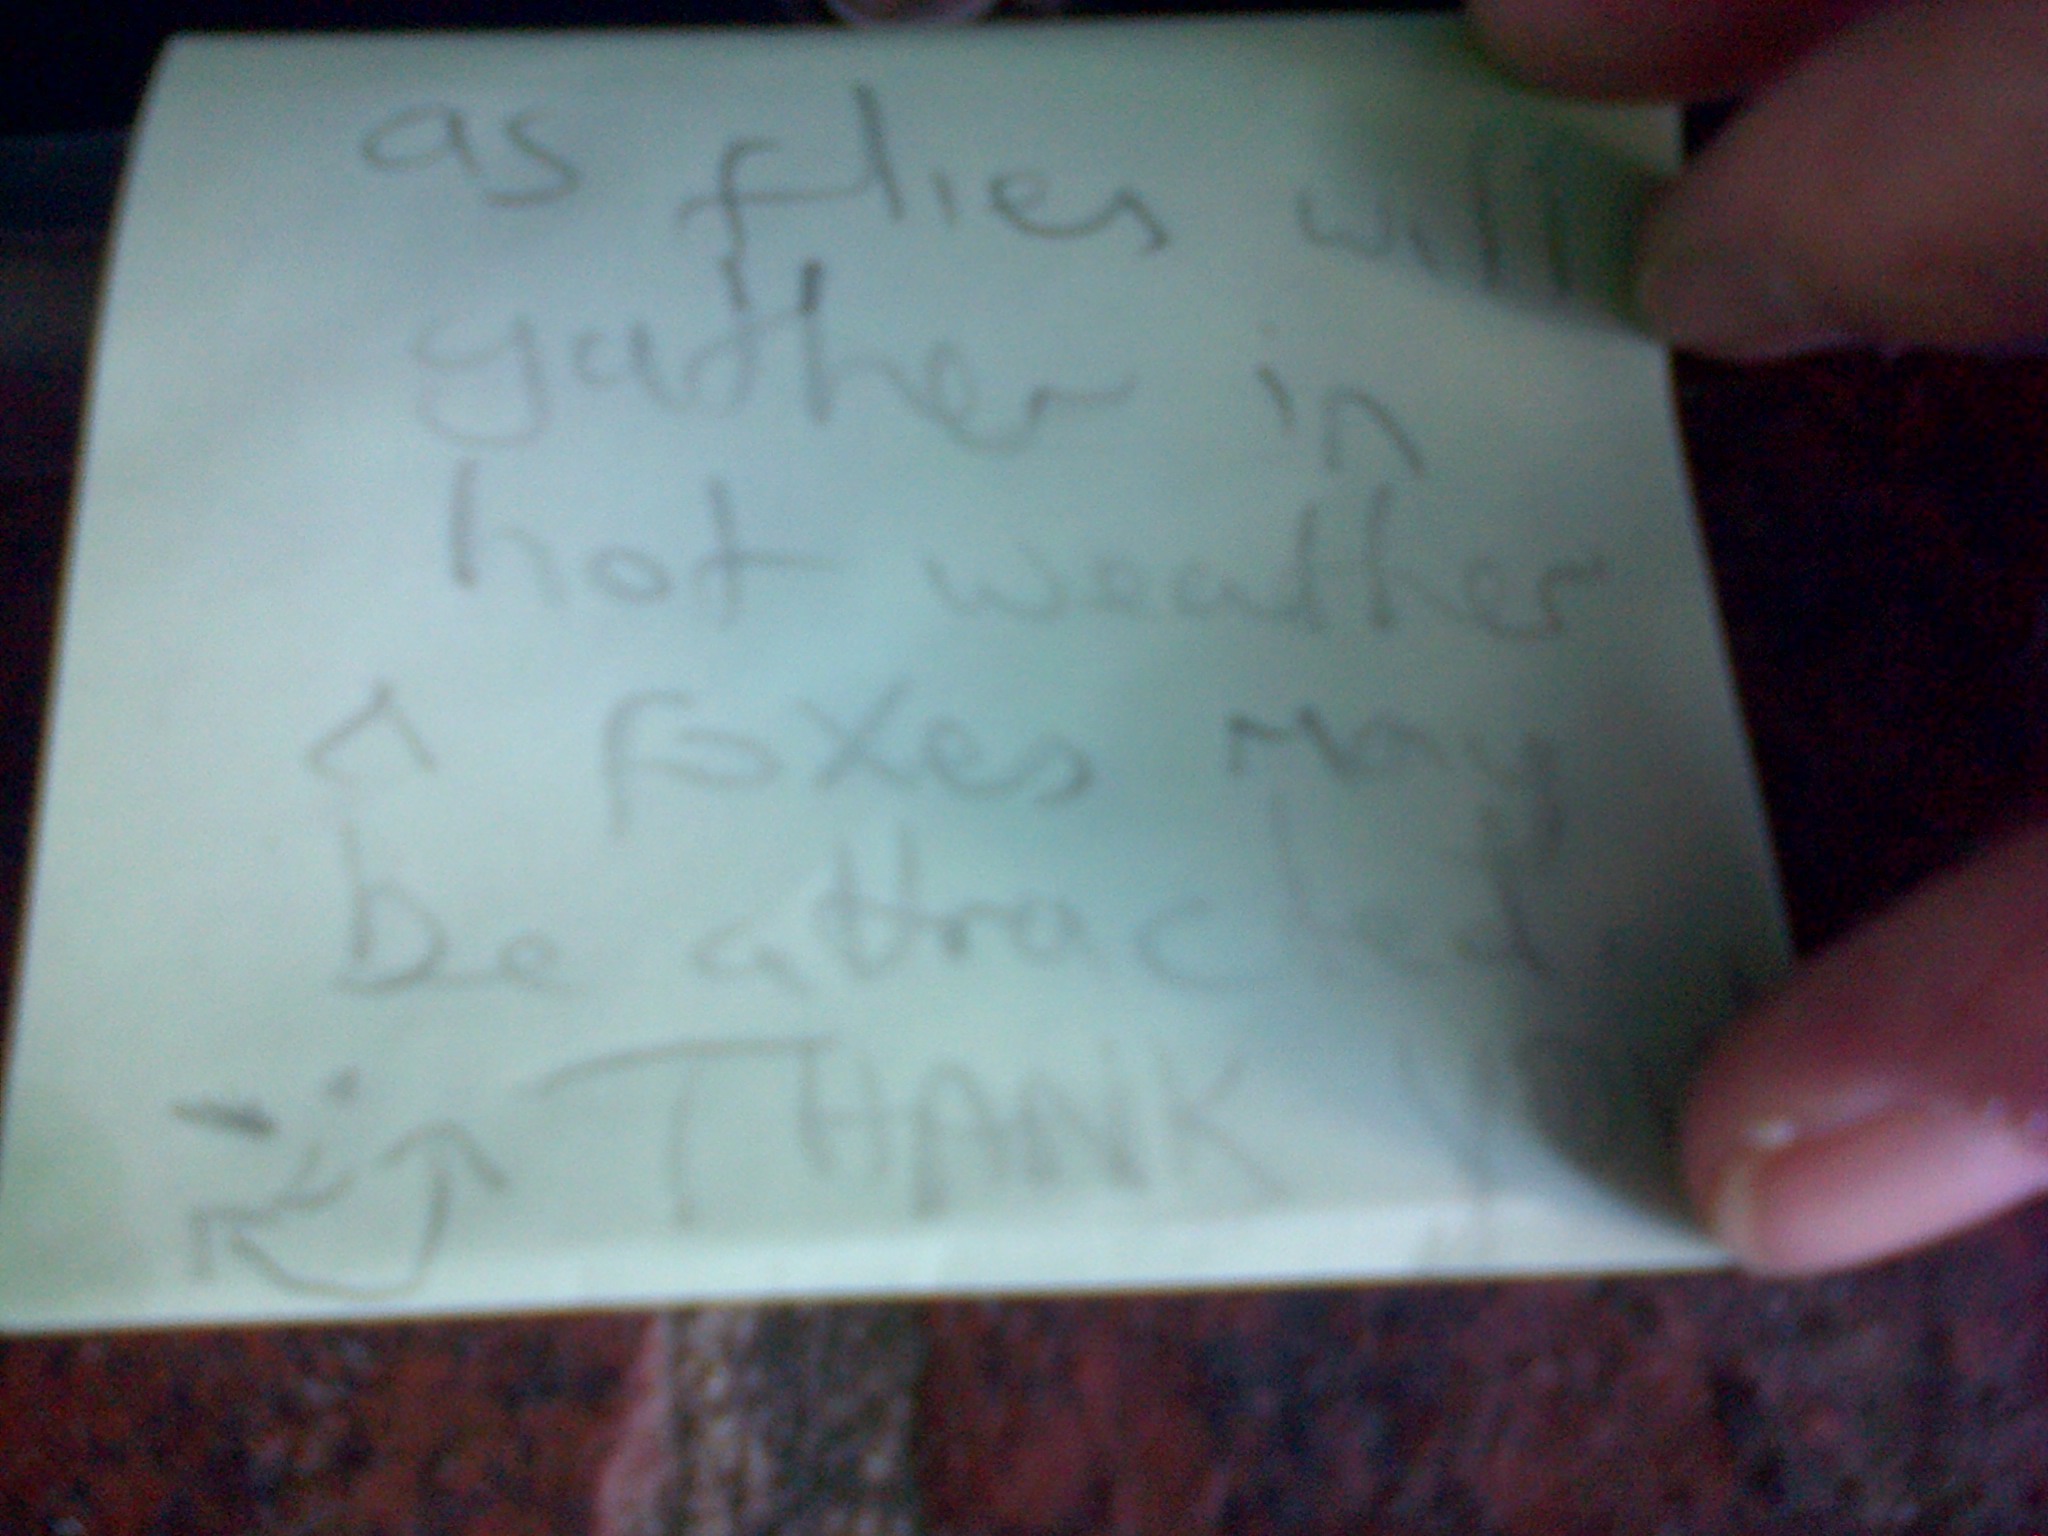 as flies will
gather in
hot weather
^ Foxes may
be attracted
THANK